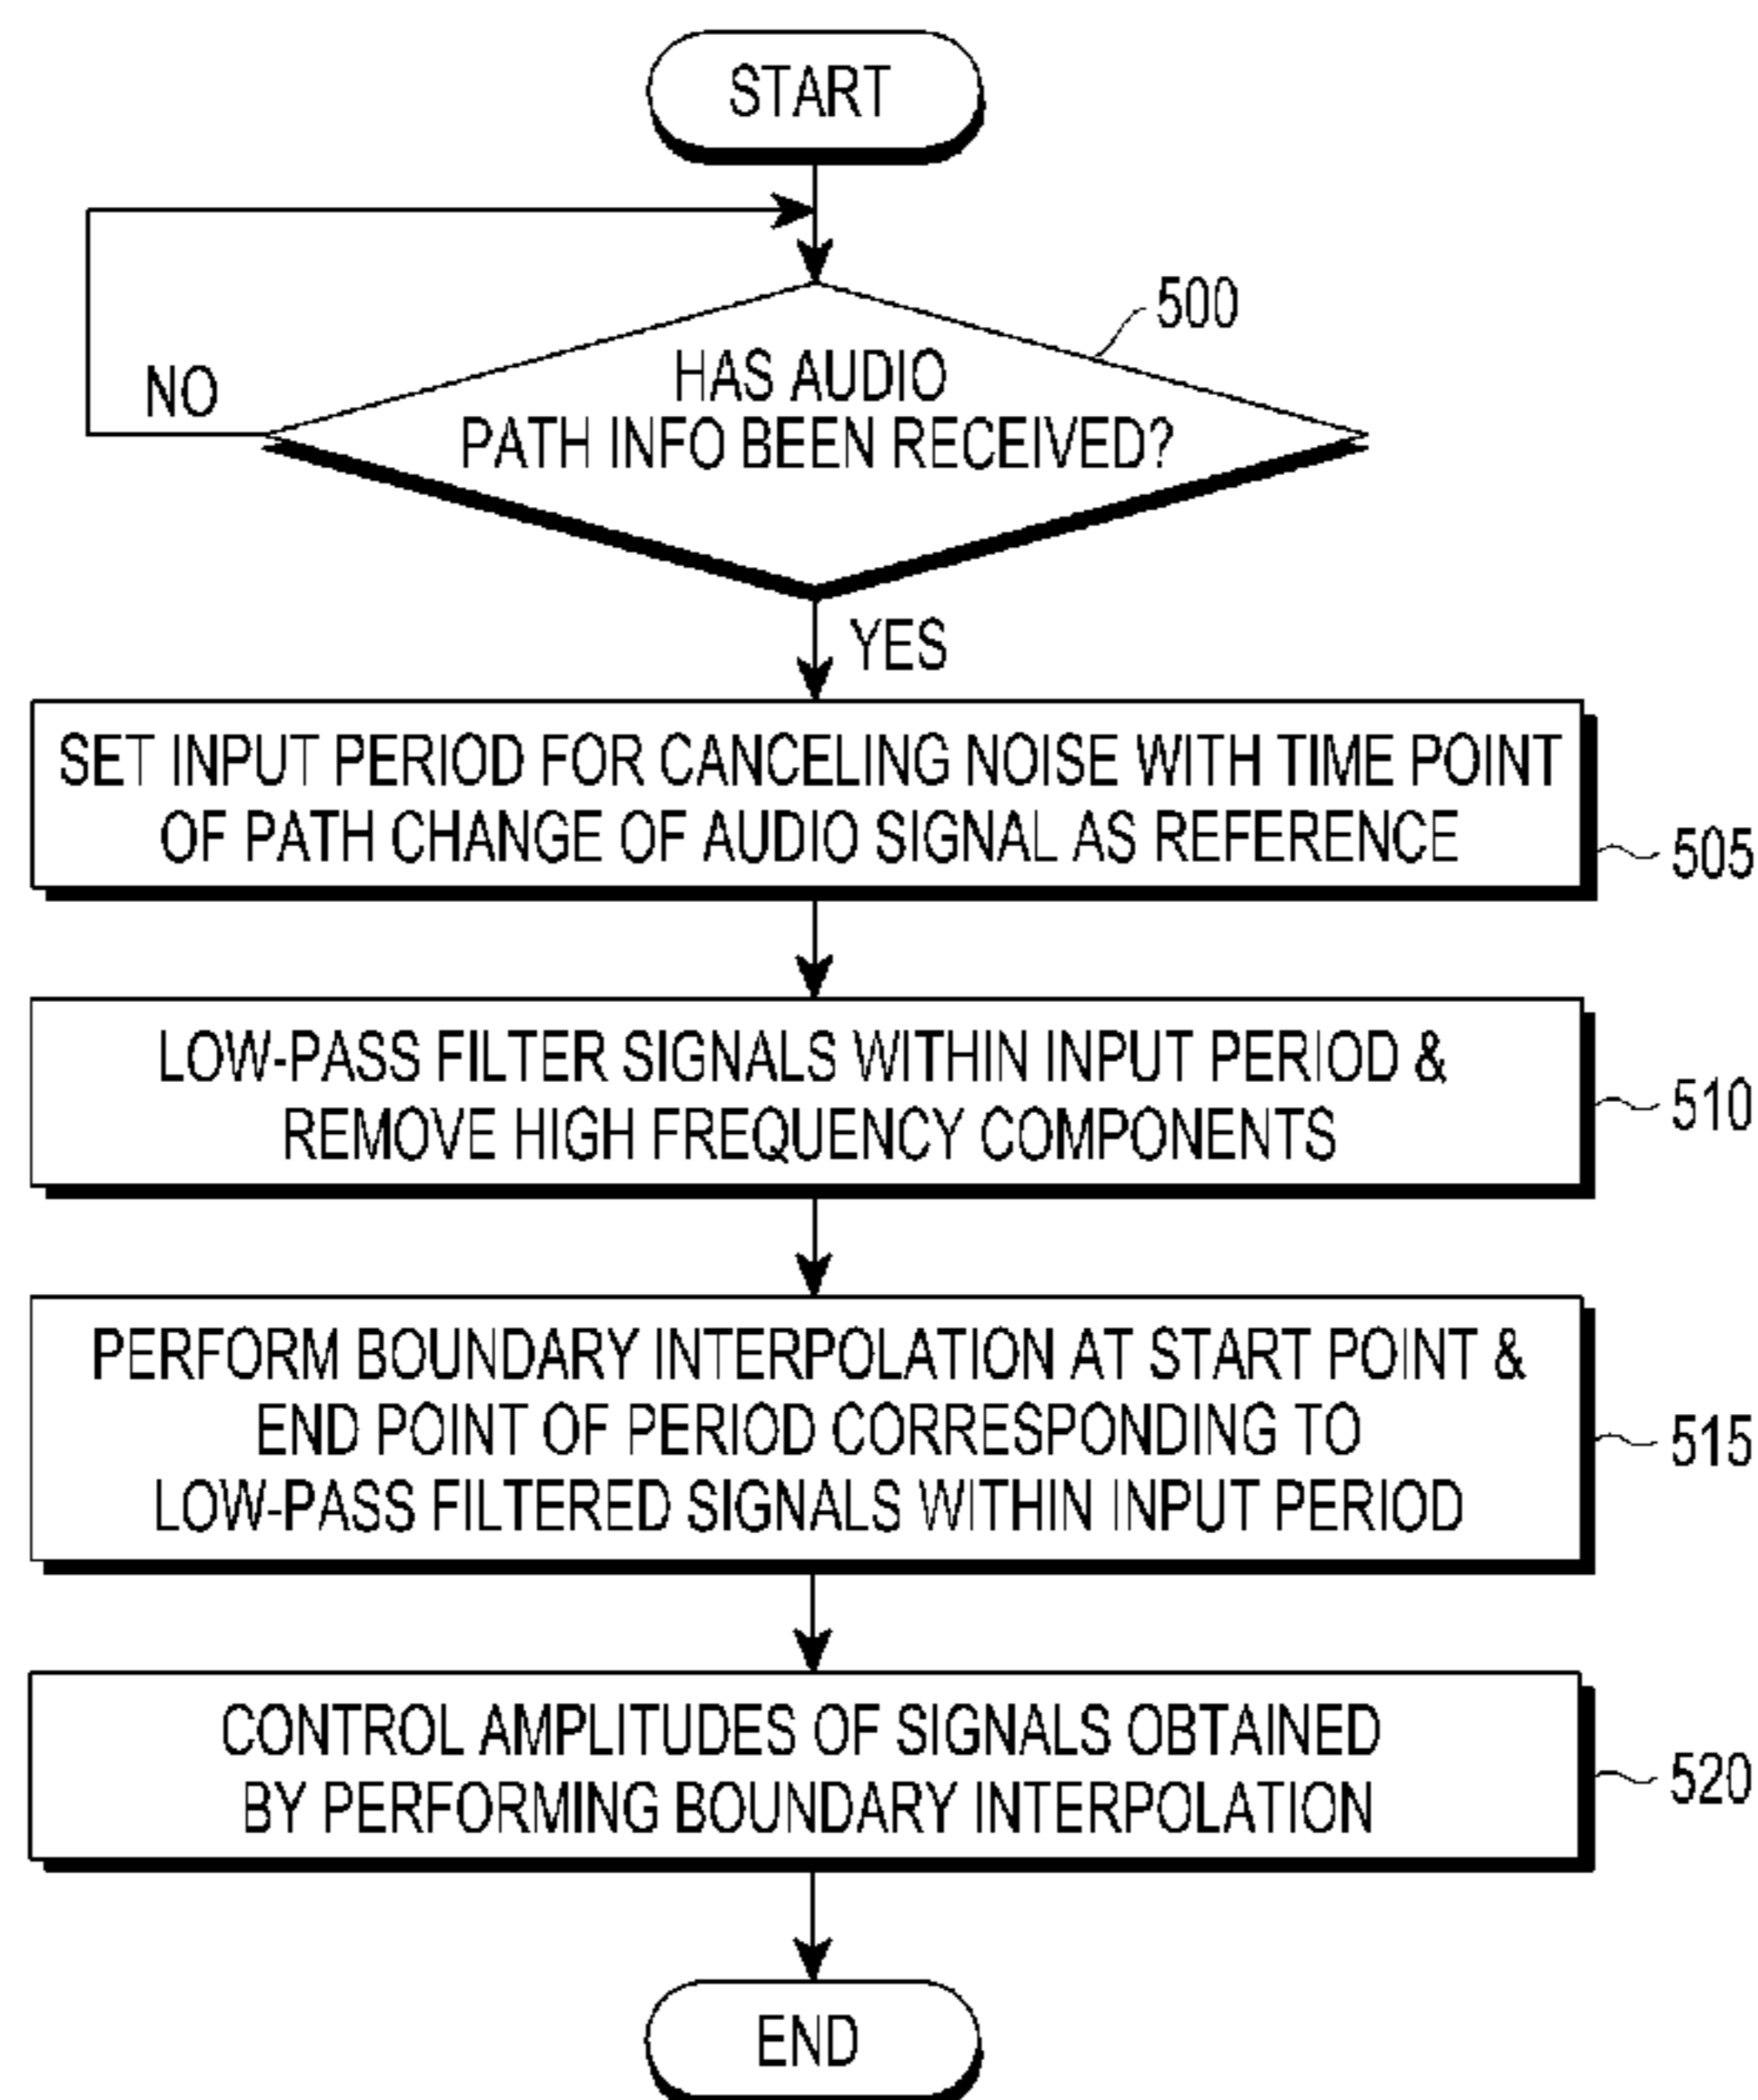 START
500
HAS AUDIO
PATH INFO BEEN RECEIVED?
NO
YES
SET INPUT PERIOD FOR CANCELING NOISE WITH TIME POINT
OF PATH CHANGE OF AUDIO SIGNAL AS REFERENCE
505
LOW-PASS FILTER SIGNALS WITHIN INPUT PERIOD &
REMOVE HIGH FREQUENCY COMPONENTS
510
PERFORM BOUNDARY INTERPOLATION AT START POINT &
END POINT OF PERIOD CORRESPONDING TO
LOW-PASS FILTERED SIGNALS WITHIN INPUT PERIOD
515
CONTROL AMPLITUDES OF SIGNALS OBTAINED
BY PERFORMING BOUNDARY INTERPOLATION
520
END